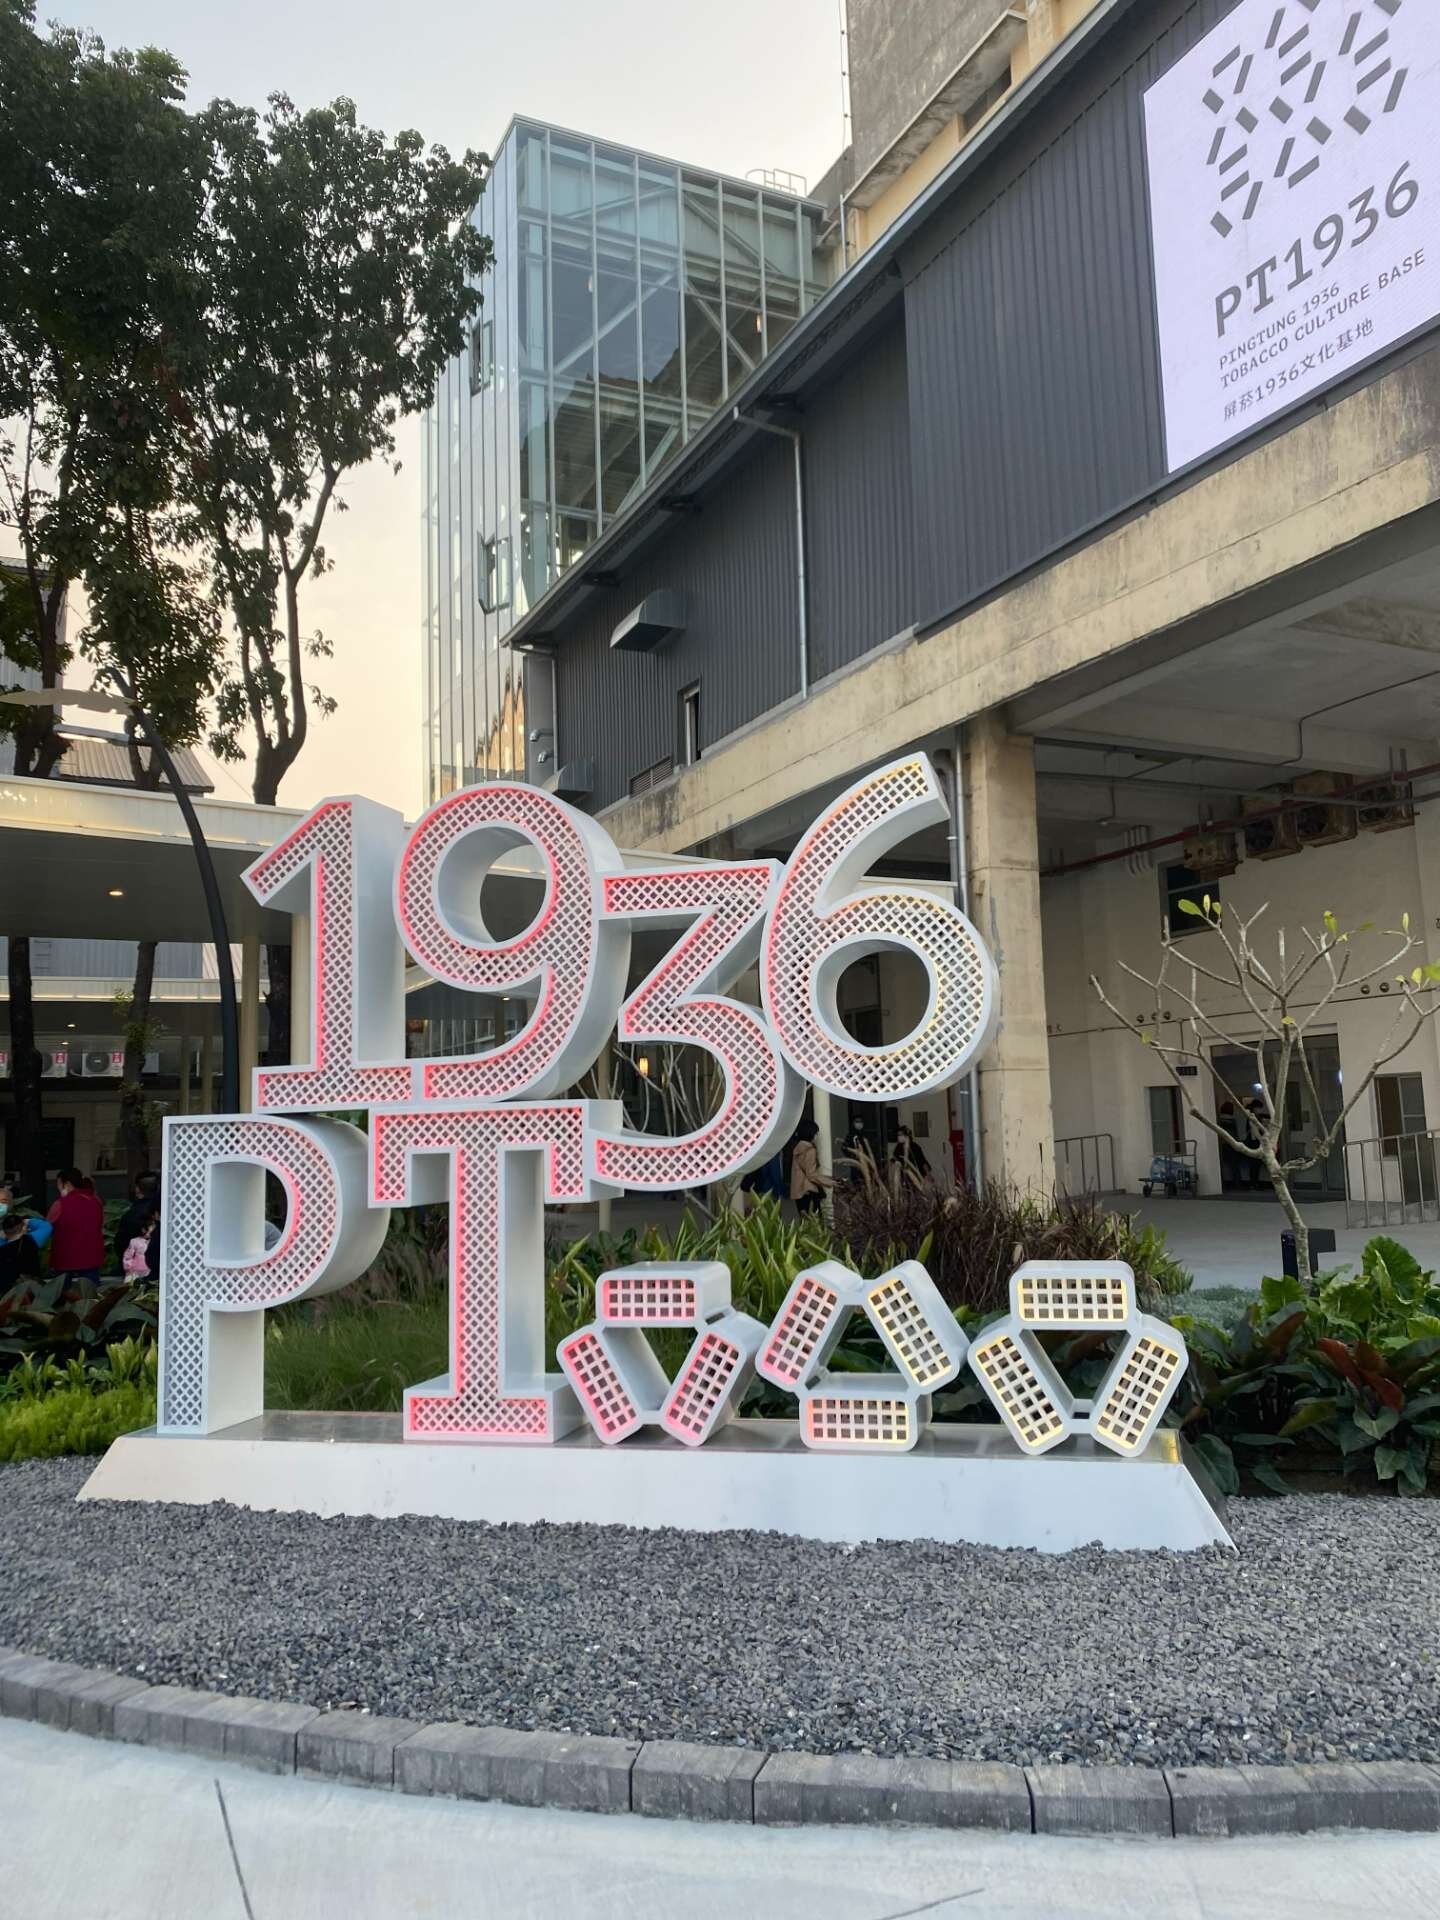 PT1936
PINGTUNG 1936
TOBACCO CULTURE BASE
屏菸1936文化基地
1936
PT